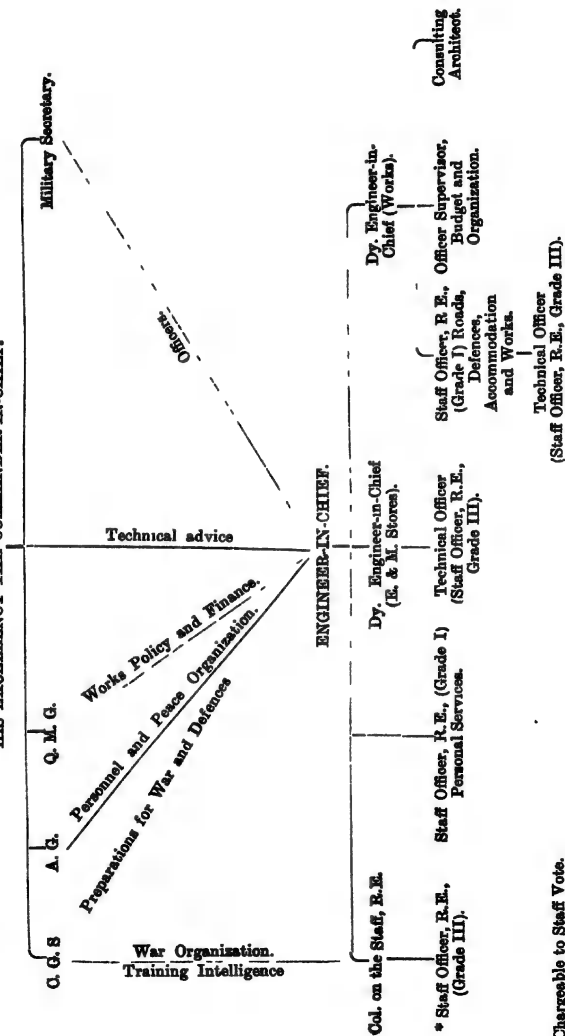 Military Secretary.
Q. M. G.
A. G.
C. G. S
Officers.
Technical advice
Works Policy and Finance.
Personnel and Peace Organization.
Preparations for War and Defences
War Organization.
Training Intelligence
ENGINEER-IN-CHIEF.
Col. on the Staff, R.E.
* Staff Officer, R.E.,
(Grade III).
Staff Officer, R.E., (Grade I)
Personal Services.
Dy. Engineer-in-Chief
(E. & M. Stores).
Technical Officer
(Staff Officer, R.E.,
Grade III).
Dy. Engineer-in-
Chief (Works).
Staff Officer, R.E.,
(Grade I) Roads,
Defences,
Accommodation
and Works.
Technical Officer
(Staff Officer, R.E., Grade III).
Officer Supervisor,
Budget and
Organization.
Consulting
Architect.
Chargeable to Staff Vote.